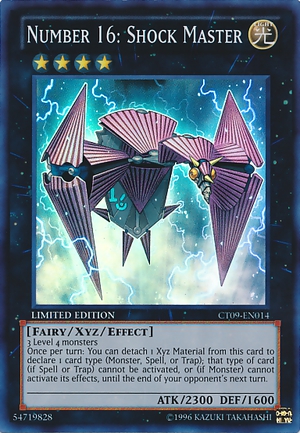 NUMBER 16: SHOCK MASTER
LIGHT
光
16
LIMITED EDITION
CT09-EN014
[FAIRY/XYZ/EFFECT]
3 Level 4 monsters
Once per turn: You can detach 1 Xyz Material from this card to
declare 1 card type (Monster, Spell, or Trap); that type of card
(if Spell or Trap) cannot be activated, or (if Monster) cannot
activate its effects, until the end of your opponent's next turn.
ATK/2300 DEF/1600
54719828
©1996 KAZUKI TAKAHASHI